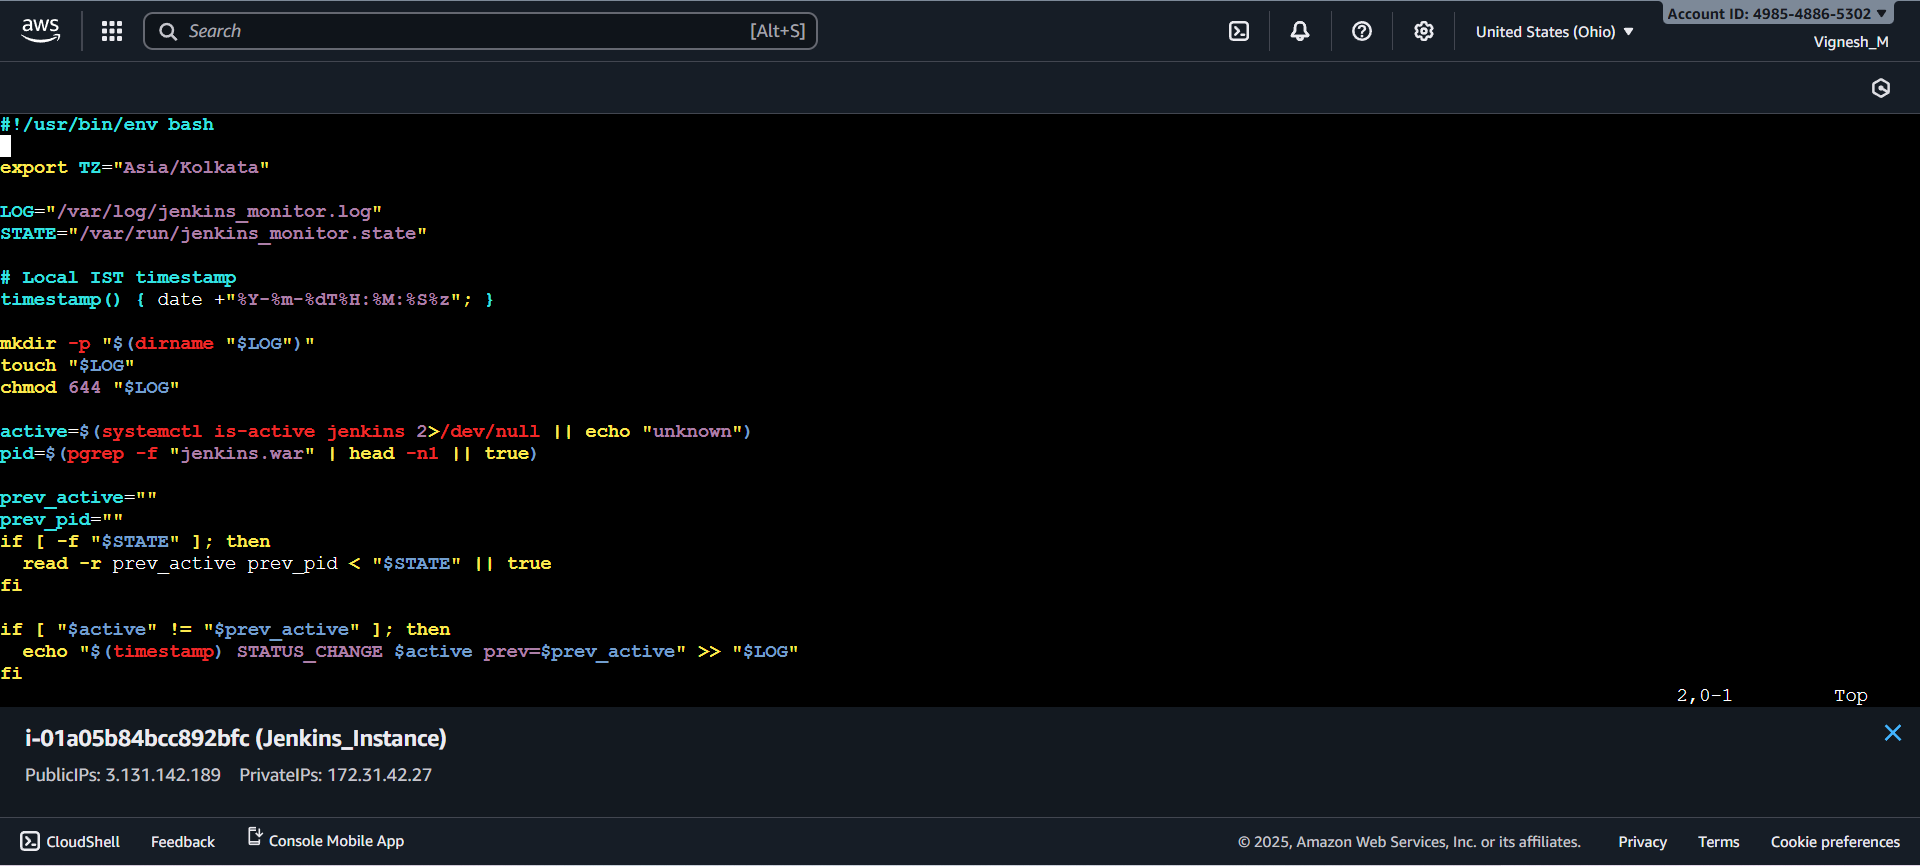 aws
Search [Alt+S]
United States (Ohio)
Account ID: 4985-4886-5302
Vignesh_M
#!/usr/bin/env bash
export TZ="Asia/Kolkata"
LOG="/var/log/jenkins_monitor.log"
STATE="/var/run/jenkins_monitor.state"
# Local IST timestamp
timestamp() { date +"%Y-%m-%dT%H:%M:%S%z"; }
mkdir -p "$(dirname "$LOG")"
touch "$LOG"
chmod 644 "$LOG"
active=$(systemctl is-active jenkins 2>/dev/null || echo "unknown")
pid=$(pgrep -f "jenkins.war" | head -n1 || true)
prev_active=""
prev_pid=""
if [ -f "$STATE" ]; then
  read -r prev_active prev_pid < "$STATE" || true
fi
if [ "$active" != "$prev_active" ]; then
  echo "$(timestamp) STATUS_CHANGE $active prev=$prev_active" >> "$LOG"
fi
2,0-1 Top
i-01a05b84bcc892bfc (Jenkins_Instance)
PublicIPs: 3.131.142.189 PrivateIPs: 172.31.42.27
CloudShell Feedback Console Mobile App © 2025, Amazon Web Services, Inc. or its affiliates. Privacy Terms Cookie preferences